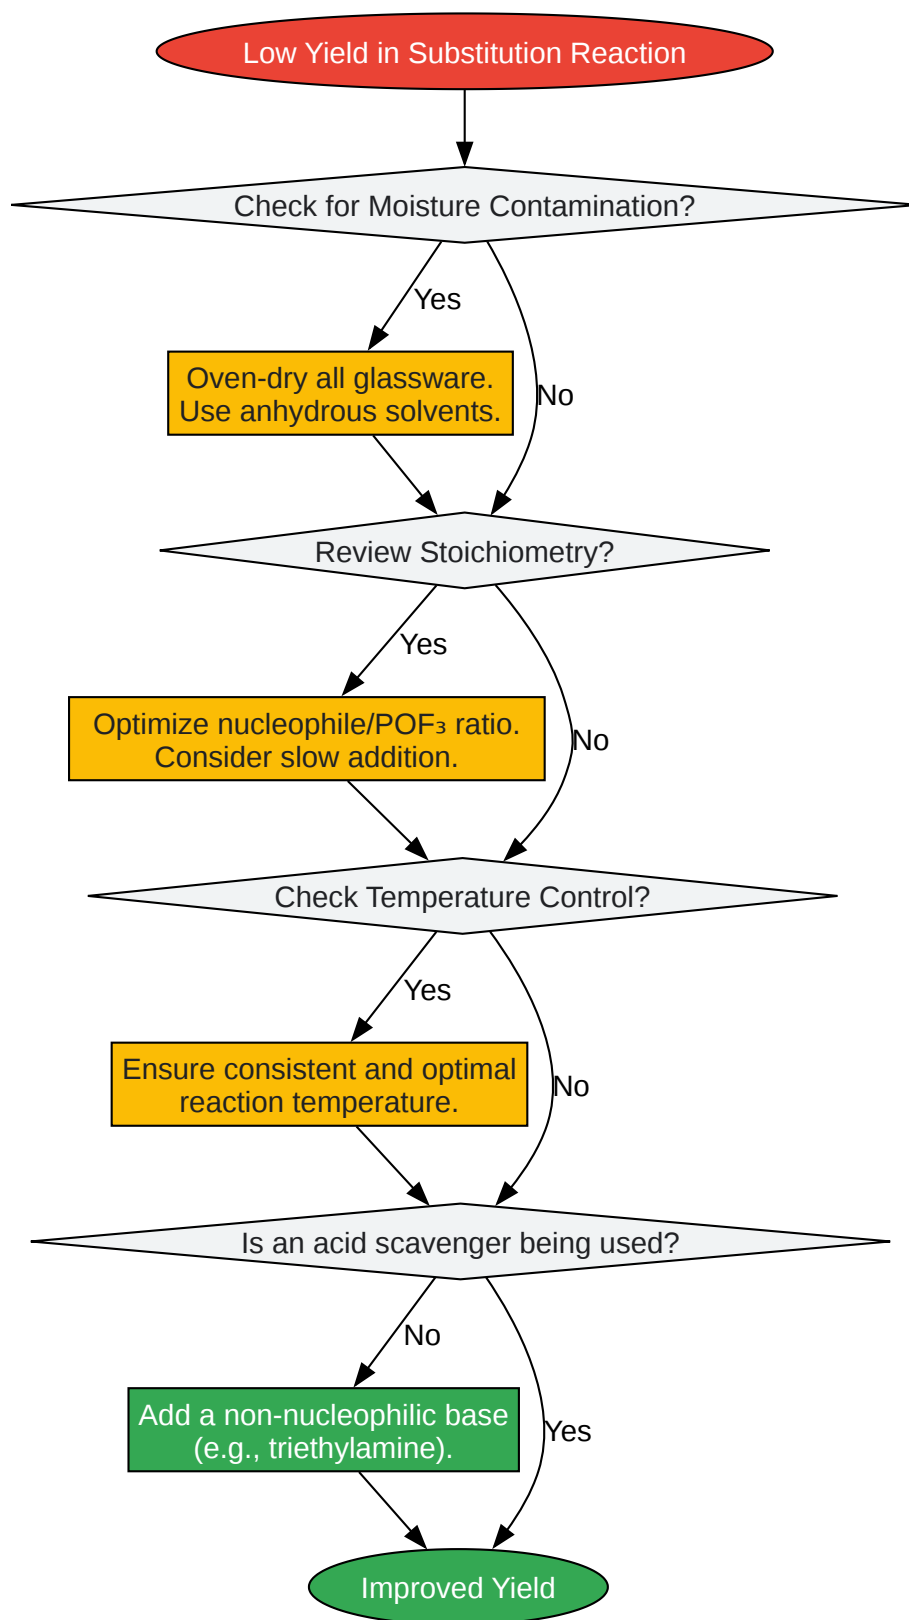 Low Yield in Substitution Reaction
Check for Moisture Contamination?
Yes
Oven-dry all glassware.
Use anhydrous solvents.
No
Review Stoichiometry?
Yes
Optimize nucleophile/POF₃ ratio.
Consider slow addition.
No
Check Temperature Control?
Yes
Ensure consistent and optimal
reaction temperature.
No
Is an acid scavenger being used?
No
Add a non-nucleophilic base
(e.g., triethylamine).
Yes
Improved Yield